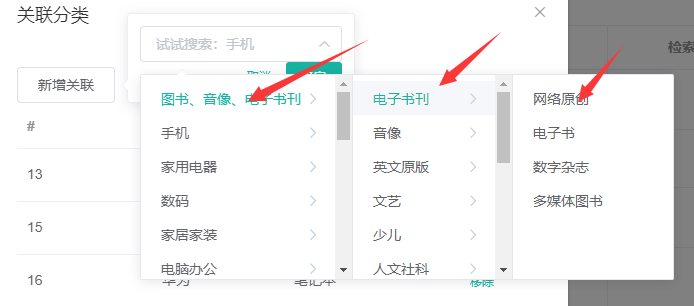 关联分类
试试搜索：手机
检索
新增关联
#
13
15
16
图书、音像、电子书刊
手机
家用电器
数码
家居家装
电脑办公
电子书刊
音像
英文原版
文艺
少儿
人文社科
网络原创
电子书
数字杂志
多媒体图书
华为
笔记本
移除